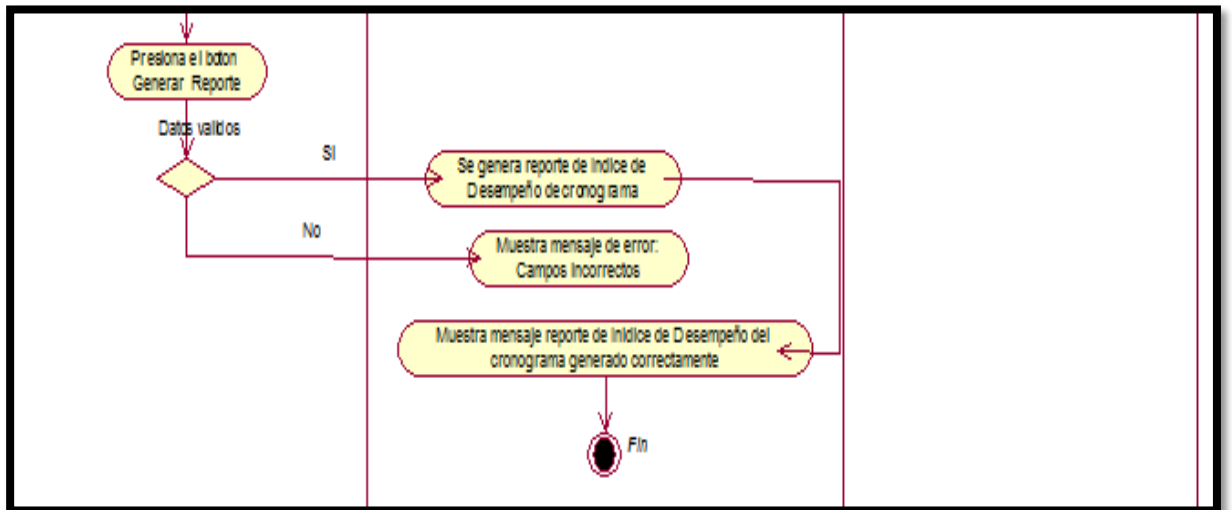 Presiona el boton
Generar Reporte
Datos validos
SI
Se genera reporte de Indice de
Desempeño de cronograma
No
Muestra mensaje de error:
Campos Incorrectos
Muestra mensaje reporte de Inidice de Desempeño del
cronograma generado correctamente
Fin